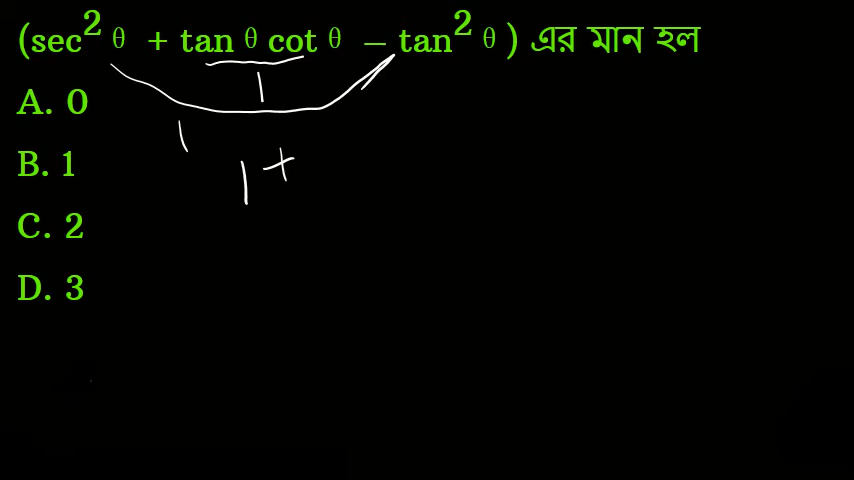 (sec² θ + tan θ cot θ – tan² θ ) এর মান হল
A. 0
1
B. 1
1
1 +
C. 2
D. 3